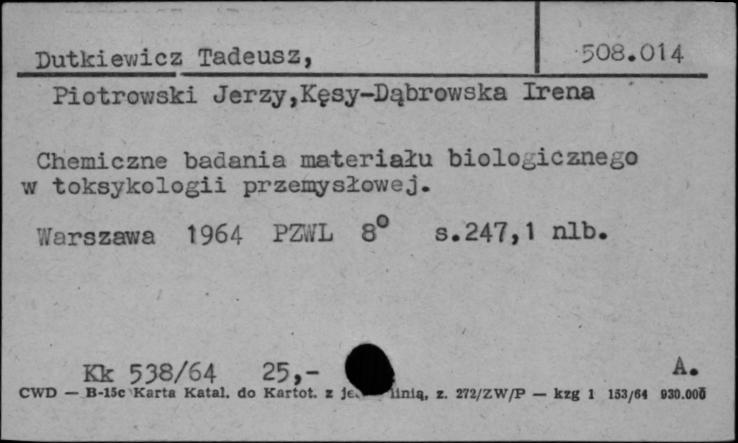 Dutkiewicz Tadeusz, 508.014
Piotrowski Jerzy,Kęsy-Dąbrowska Irena
Chemiczne badania materiału biologicznego
w toksykologii przemysłowej.
Warszawa 1964 PZWL 8° s.247,1 nlb.
Kk 538/64 25,- A.
CWD — B-15c Karta Katal. do Kartot. z linią, z. 272/ZW/P — kzg 1 153/64 930.000